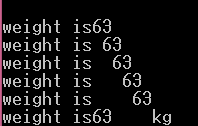 weight is63
weight is 63
weight is  63
weight is   63
weight is    63
weight is63    kg